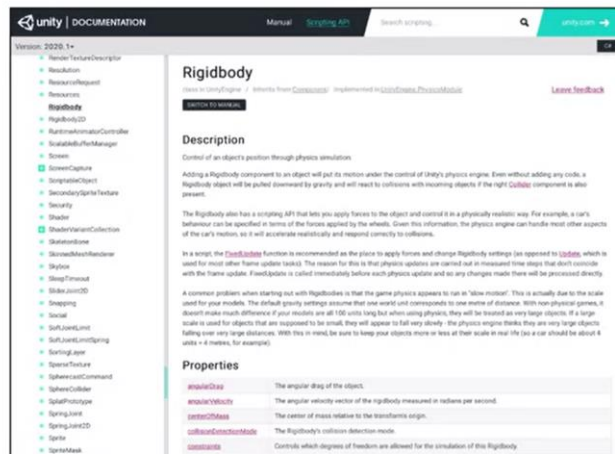 unity | DOCUMENTATION
Manual
Scripting API
Search scripting...
unity.com →
Version: 2020.1
C#
RenderTextureDescriptor
Resolution
ResourceRequest
Resources
Rigidbody
Rigidbody2D
RuntimeAnimatorController
ScalableBufferManager
Screen
ScreenCapture
ScriptableObject
SecondarySpriteTexture
Security
Shader
ShaderVariantCollection
SkeletonBone
SkinnedMeshRenderer
Skybox
SleepTimeout
SliderJoint2D
Snapping
Social
SoftJointLimit
SoftJointLimitSpring
SortingLayer
SparseTexture
SpherecastCommand
SphereCollider
SplatPrototype
SpringJoint
SpringJoint2D
Sprite
SpriteMask
Rigidbody
class in UnityEngine / Inherits from:Component / Implemented in:UnityEngine.PhysicsModule
Leave feedback
SWITCH TO MANUAL
Description
Control of an object's position through physics simulation.
Adding a Rigidbody component to an object will put its motion under the control of Unity's physics engine. Even without adding any code, a
Rigidbody object will be pulled downward by gravity and will react to collisions with incoming objects if the right Collider component is also
present.
The Rigidbody also has a scripting API that lets you apply forces to the object and control it in a physically realistic way. For example, a car's
behaviour can be specified in terms of the forces applied by the wheels. Given this information, the physics engine can handle most other aspects
of the car's motion, so it will accelerate realistically and respond correctly to collisions.
In a script, the FixedUpdate function is recommended as the place to apply forces and change Rigidbody settings (as opposed to Update, which is
used for most other frame update tasks). The reason for this is that physics updates are carried out in measured time steps that don't coincide
with the frame update. FixedUpdate is called immediately before each physics update and so any changes made there will be processed directly.
A common problem when starting out with Rigidbodies is that the game physics appears to run in "slow motion". This is actually due to the scale
used for your models. The default gravity settings assume that one world unit corresponds to one metre of distance. With non-physical games, it
doesn't make much difference if your models are all 100 units long but when using physics, they will be treated as very large objects. If a large
scale is used for objects that are supposed to be small, they will appear to fall very slowly - the physics engine thinks they are very large objects
falling over very large distances. With this in mind, be sure to keep your objects more or less at their scale in real life (so a car should be about 4
units = 4 metres, for example).
Properties
angularDrag The angular drag of the object.
angularVelocity The angular velocity vector of the rigidbody measured in radians per second.
centerOfMass The center of mass relative to the transform's origin.
collisionDetectionMode The Rigidbody's collision detection mode.
constraints Controls which degrees of freedom are allowed for the simulation of this Rigidbody.